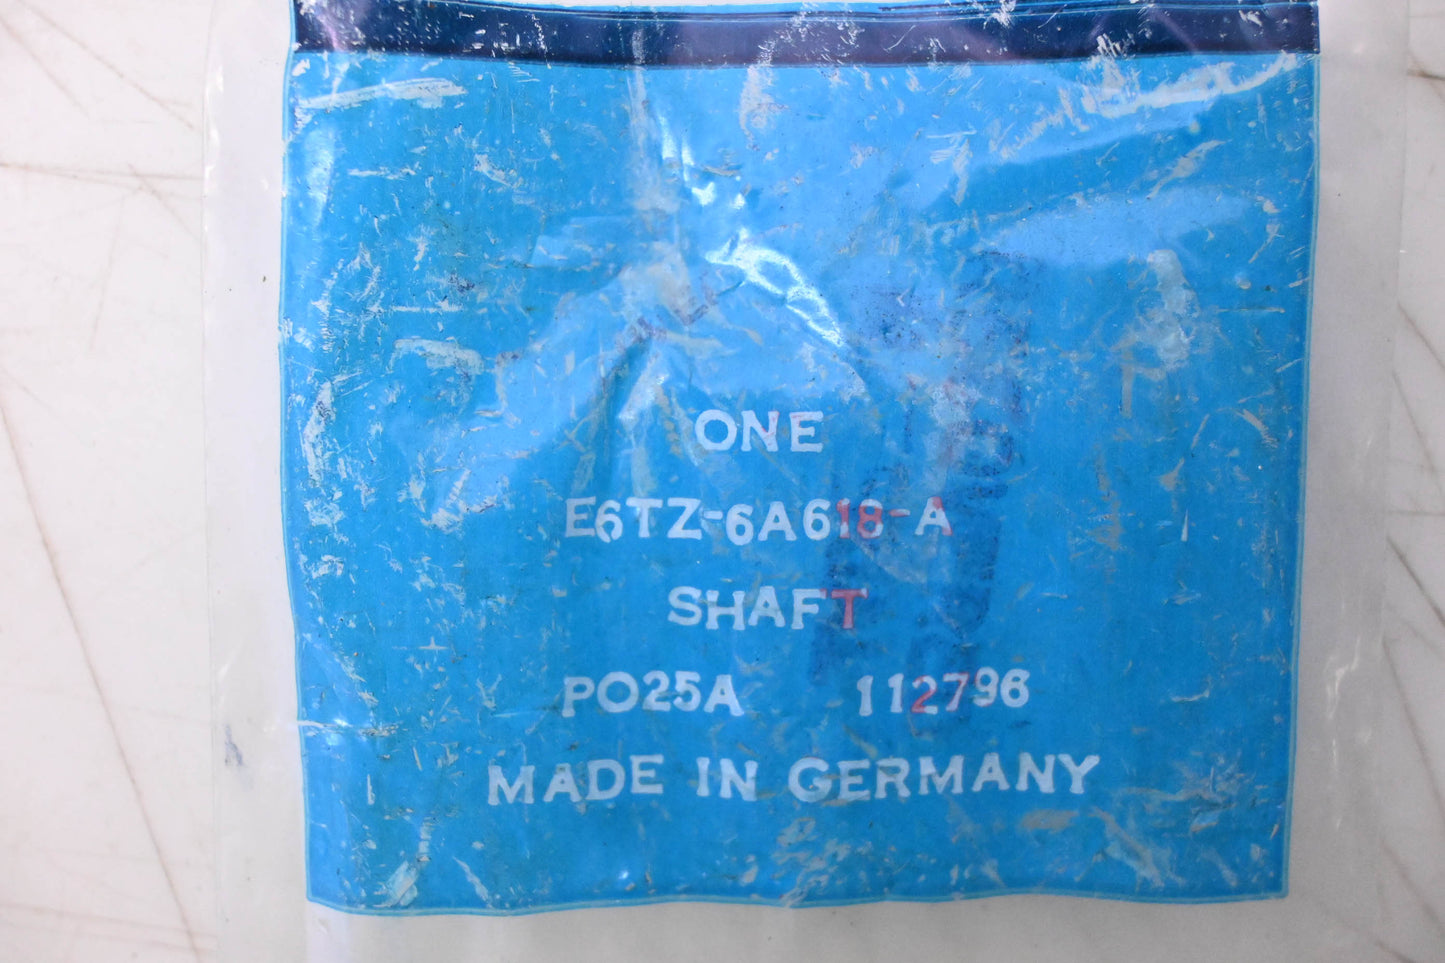 ONE
E6TZ-6A618-A
SHAFT
PO25A 112796
MADE IN GERMANY